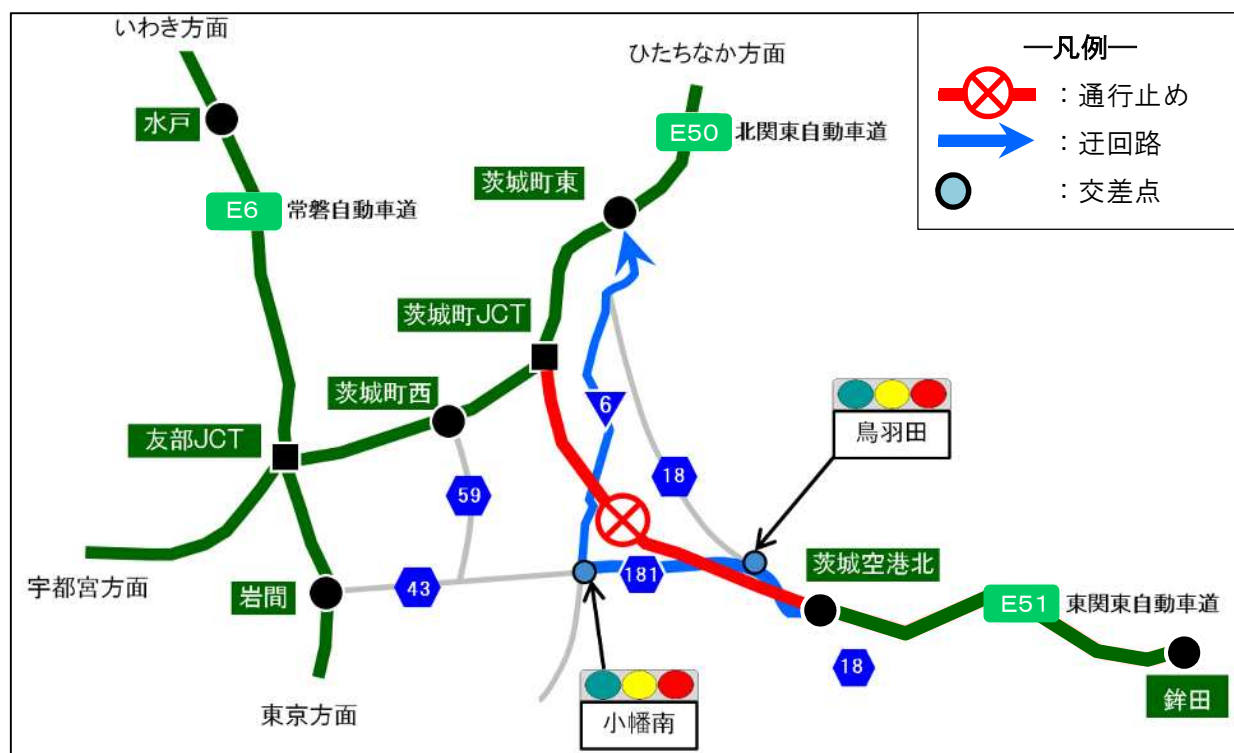 いわき方面
ひたちなか方面
―凡例―
：通行止め
：迂回路
：交差点
水戸
E50
北関東自動車道
茨城町東
E6
常磐自動車道
茨城町JCT
茨城町西
6
鳥羽田
友部JCT
59
18
宇都宮方面
岩間
43
181
茨城空港北
E51
東関東自動車道
18
東京方面
小幡南
鉾田